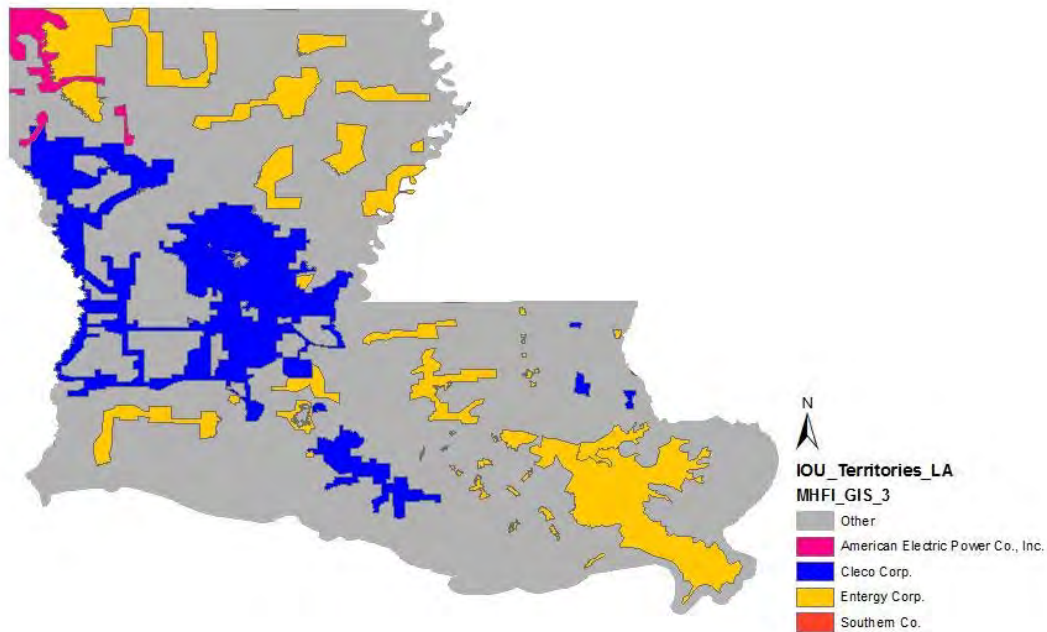 N
IOU_Territories_LA
MHFI_GIS_3
Other
American Electric Power Co., Inc.
Cleco Corp.
Entergy Corp.
Southern Co.